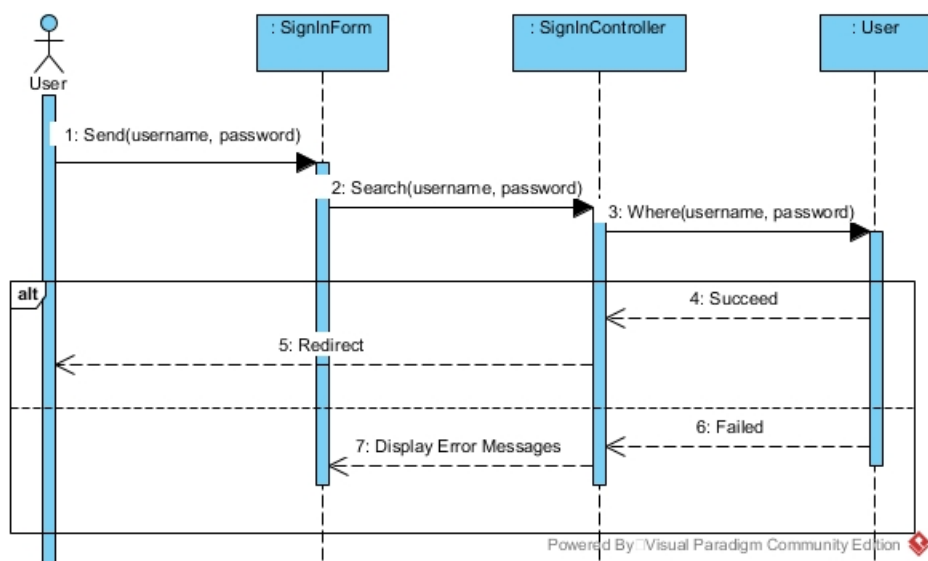 : SignInForm
: SignInController
: User
User
1: Send(username, password)
2: Search(username, password)
3: Where(username, password)
alt
4: Succeed
5: Redirect
6: Failed
7: Display Error Messages
Powered By Visual Paradigm Community Edition